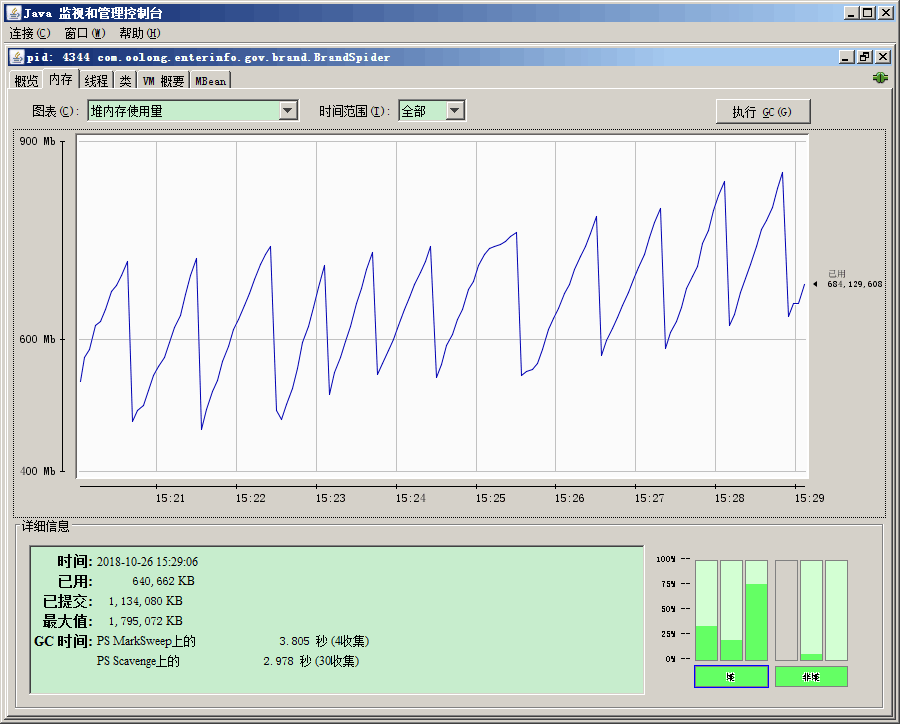 Java 监视和管理控制台
连接(C) 窗口(W) 帮助(H)
pid: 4344 com.oolong.enterinfo.gov.brand.BrandSpider
概览 内存 线程 类 VM 概要 MBean
图表(C): 堆内存使用量 时间范围(I): 全部 执行 GC(G)
900 Mb
已用
684,129,608
600 Mb
400 Mb
15:21 15:22 15:23 15:24 15:25 15:26 15:27 15:28 15:29
详细信息
时间: 2018-10-26 15:29:06
已用: 640,662 KB
已提交: 1,134,080 KB
最大值: 1,795,072 KB
GC 时间: PS MarkSweep上的 3.805 秒 (4收集)
PS Scavenge上的 2.978 秒 (30收集)
100% --
75% --
50% --
25% --
0% --
堆 非堆